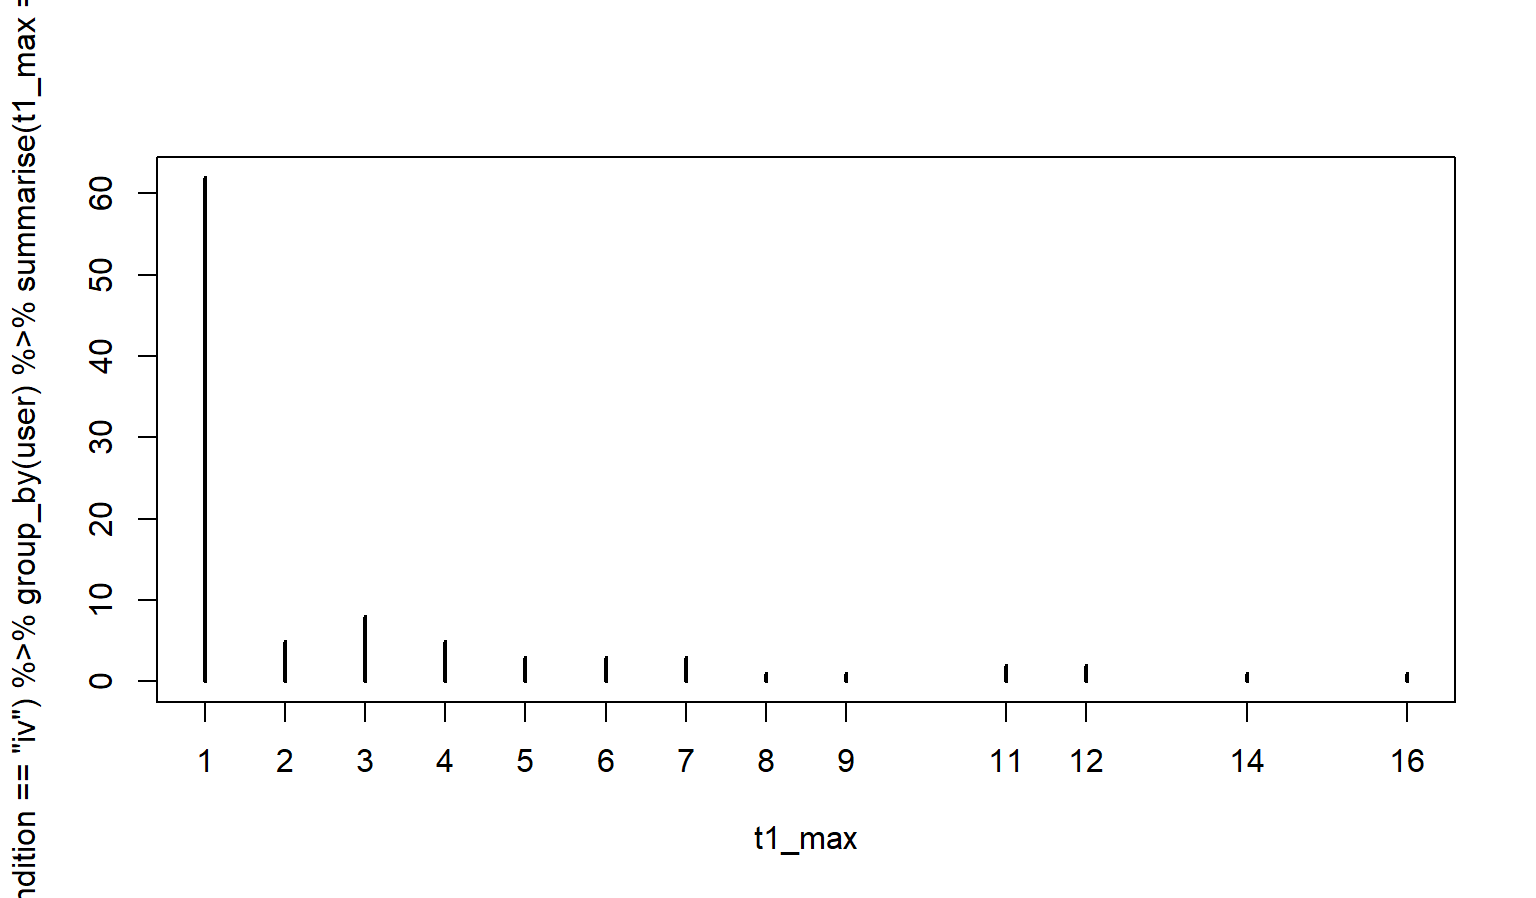 ndition == "iv") %>% group_by(user) %>% summarise(t1_max =
60
50
40
30
20
10
0
1 2 3 4 5 6 7 8 9 11 12 14 16
t1_max